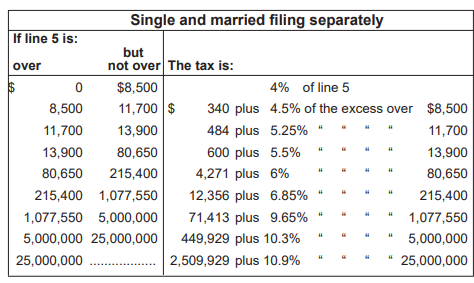 Single and married filing separately
If line 5 is:
but
over not over The tax is:
$ 0 $8,500 4% of line 5
8,500 11,700 $ 340 plus 4.5% of the excess over $8,500
11,700 13,900 484 plus 5.25% " " " " 11,700
13,900 80,650 600 plus 5.5% " " " " 13,900
80,650 215,400 4,271 plus 6% " " " " 80,650
215,400 1,077,550 12,356 plus 6.85% " " " " 215,400
1,077,550 5,000,000 71,413 plus 9.65% " " " " 1,077,550
5,000,000 25,000,000 449,929 plus 10.3% " " " " 5,000,000
25,000,000 .................. 2,509,929 plus 10.9% " " " " 25,000,000